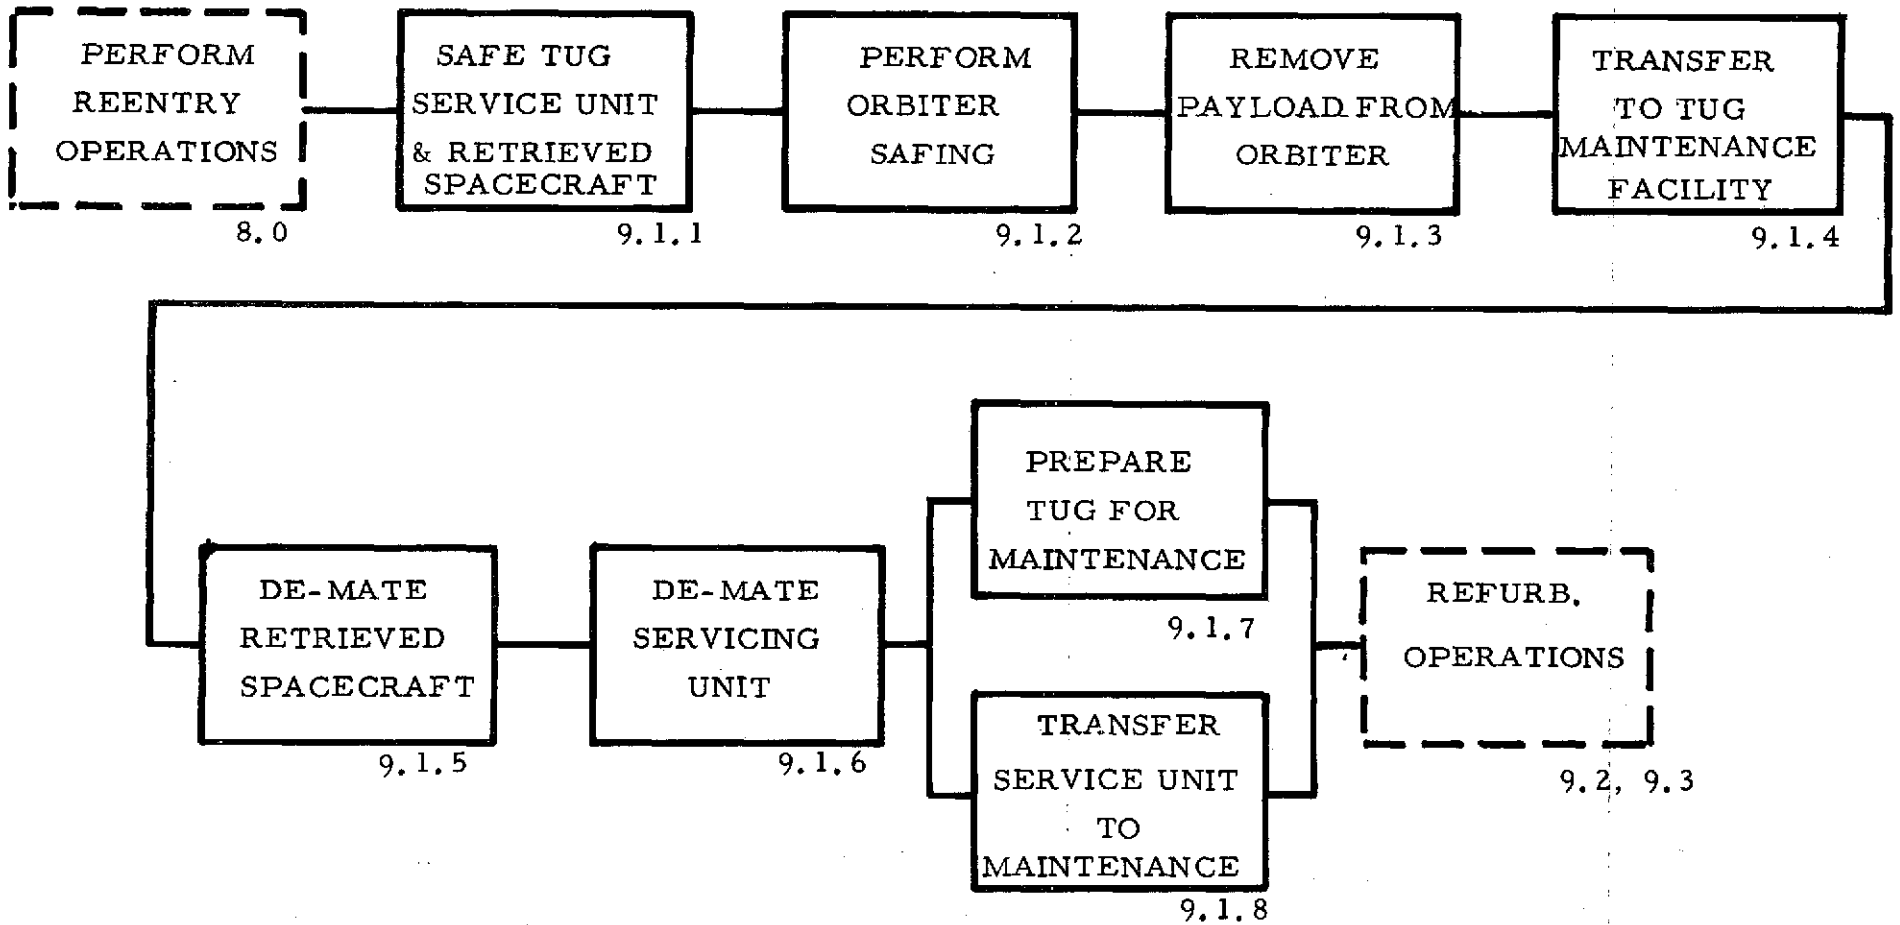 PERFORM
REENTRY
OPERATIONS
8.0
SAFE TUG
SERVICE UNIT
& RETRIEVED
SPACECRAFT
9.1.1
PERFORM
ORBITER
SAFING
9.1.2
REMOVE
PAYLOAD FROM
ORBITER
9.1.3
TRANSFER
TO TUG
MAINTENANCE
FACILITY
9.1.4
DE-MATE
RETRIEVED
SPACECRAFT
9.1.5
DE-MATE
SERVICING
UNIT
9.1.6
PREPARE
TUG FOR
MAINTENANCE
9.1.7
TRANSFER
SERVICE UNIT
TO
MAINTENANCE
9.1.8
REFURB.
OPERATIONS
9.2, 9.3